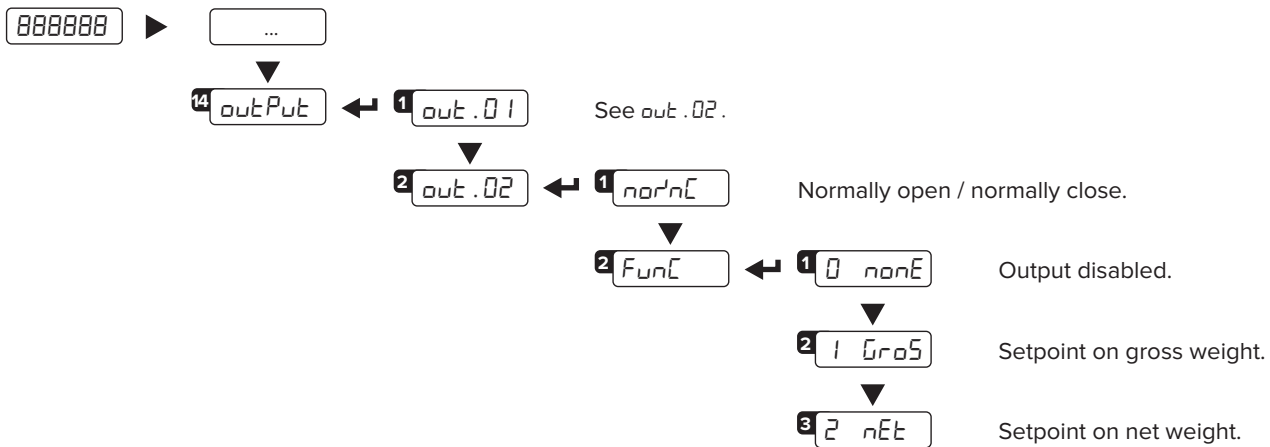 888888 ...
14 outPut 1 out.01 See out.02.
2 out.02 1 no/nC Normally open / normally close.
2 FunC 1 0 nonE Output disabled.
2 1 GroS Setpoint on gross weight.
3 2 nEt Setpoint on net weight.